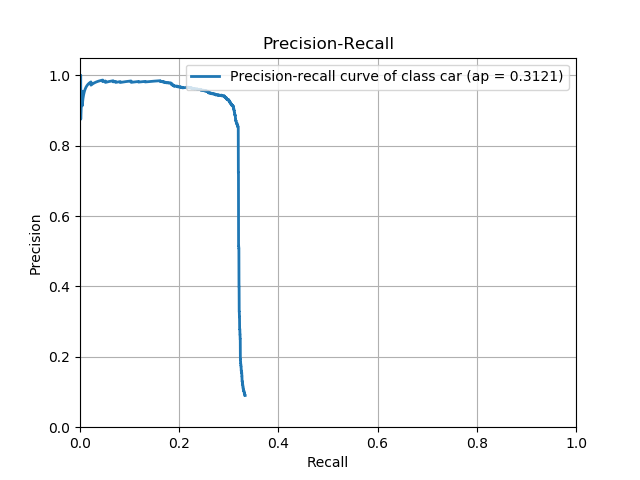 Precision-Recall
Precision-recall curve of class car (ap = 0.3121)
1.0
0.8
0.6
0.4
0.2
0.0
Precision
0.0 0.2 0.4 0.6 0.8 1.0
Recall